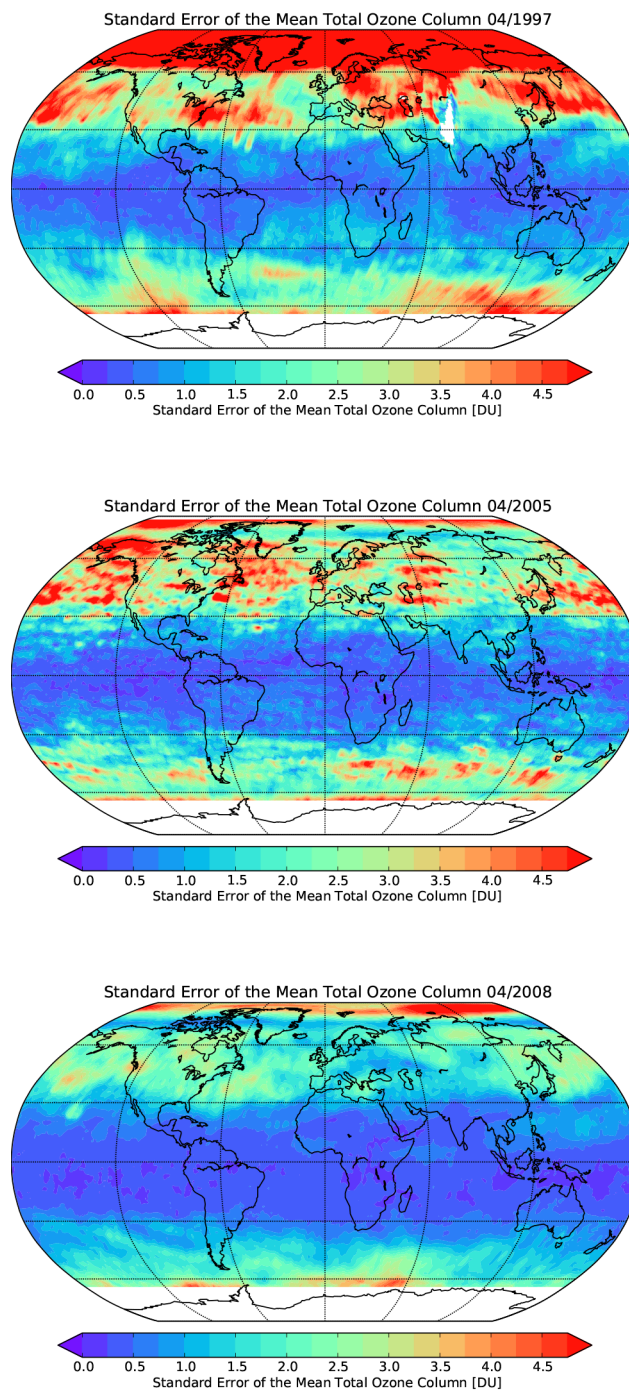 Standard Error of the Mean Total Ozone Column 04/1997
0.0 0.5 1.0 1.5 2.0 2.5 3.0 3.5 4.0 4.5
Standard Error of the Mean Total Ozone Column [DU]
Standard Error of the Mean Total Ozone Column 04/2005
0.0 0.5 1.0 1.5 2.0 2.5 3.0 3.5 4.0 4.5
Standard Error of the Mean Total Ozone Column [DU]
Standard Error of the Mean Total Ozone Column 04/2008
0.0 0.5 1.0 1.5 2.0 2.5 3.0 3.5 4.0 4.5
Standard Error of the Mean Total Ozone Column [DU]